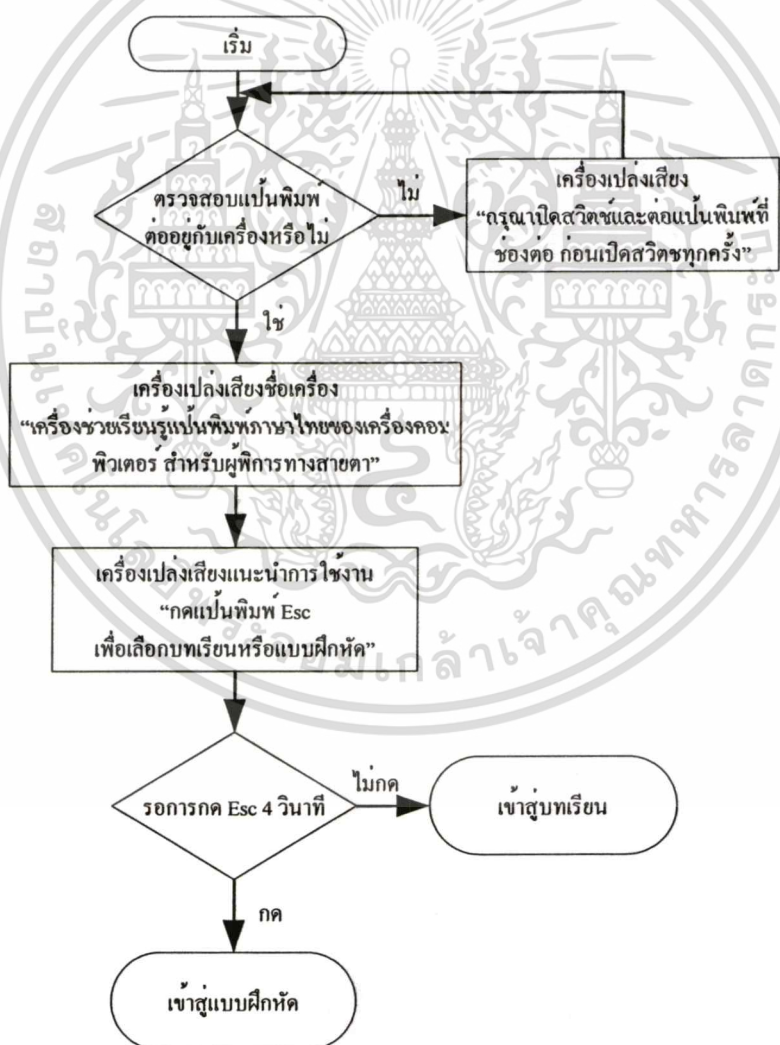 เริ่ม
ตรวจสอบแป้นพิมพ์
ต่ออยู่กับเครื่องหรือไม่
ไม่
เครื่องเปล่งเสียง
“กรุณาปิดสวิตช์และต่อแป้นพิมพ์ที่
ช่องต่อ ก่อนเปิดสวิตชทุกครั้ง”
ใช่
เครื่องเปล่งเสียงชื่อเครื่อง
“เครื่องช่วยเรียนรู้แป้นพิมพ์ภาษาไทยของเครื่องคอม
พิวเตอร์ สำหรับผู้พิการทางสายตา”
เครื่องเปล่งเสียงแนะนำการใช้งาน
“กดแป้นพิมพ์ Esc
เพื่อเลือกบทเรียนหรือแบบฝึกหัด”
รอการกด Esc 4 วินาที
ไม่กด
เข้าสู่บทเรียน
กด
เข้าสู่แบบฝึกหัด